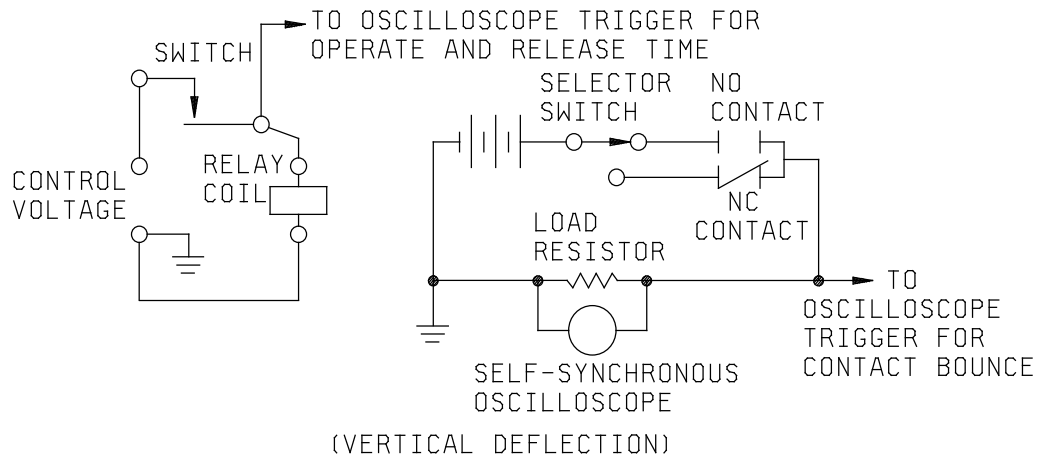 TO OSCILLOSCOPE TRIGGER FOR
OPERATE AND RELEASE TIME
SWITCH
SELECTOR
SWITCH
NO
CONTACT
RELAY
COIL
CONTROL
VOLTAGE
NC
CONTACT
LOAD
RESISTOR
TO
OSCILLOSCOPE
TRIGGER FOR
CONTACT BOUNCE
SELF-SYNCHRONOUS
OSCILLOSCOPE
(VERTICAL DEFLECTION)